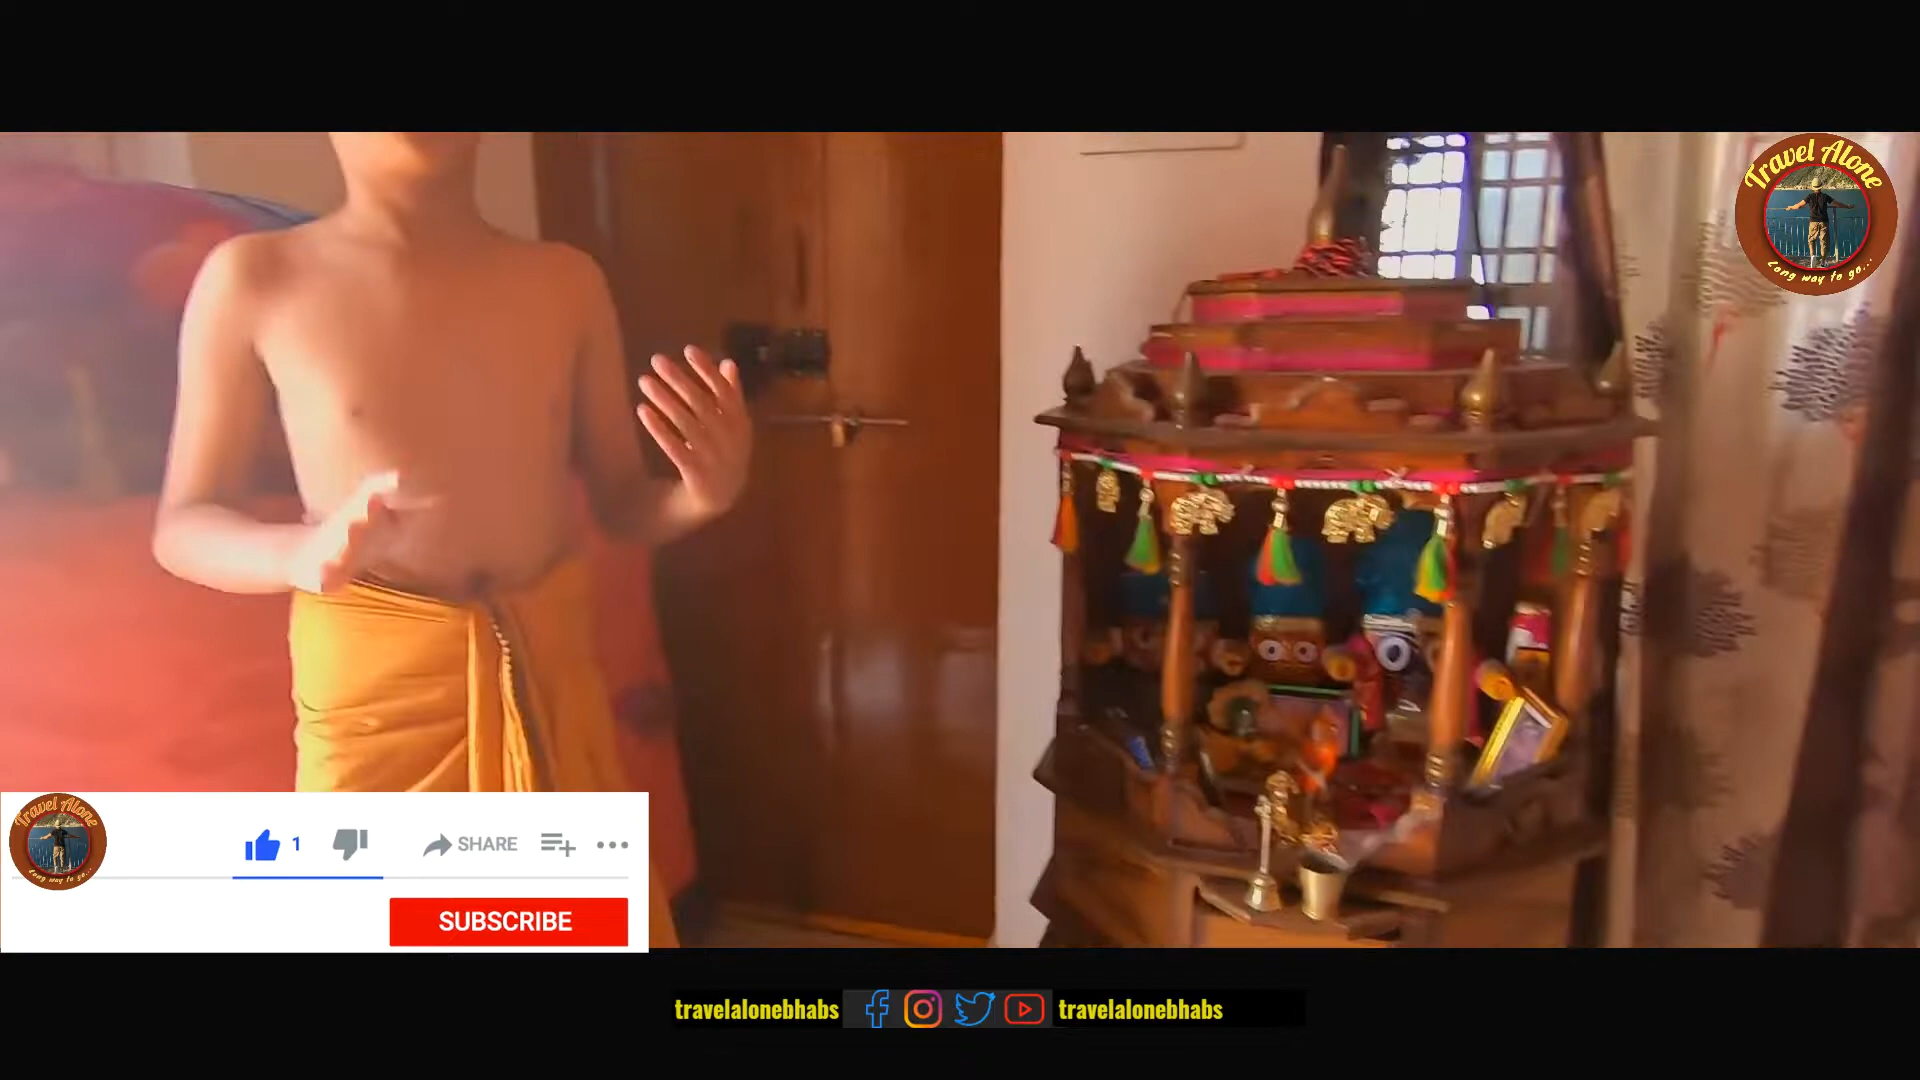 Travel Alone
Long way to go...
Travel Alone
Long way to go...
1
SHARE
SUBSCRIBE
travelalonebhabs
travelalonebhabs